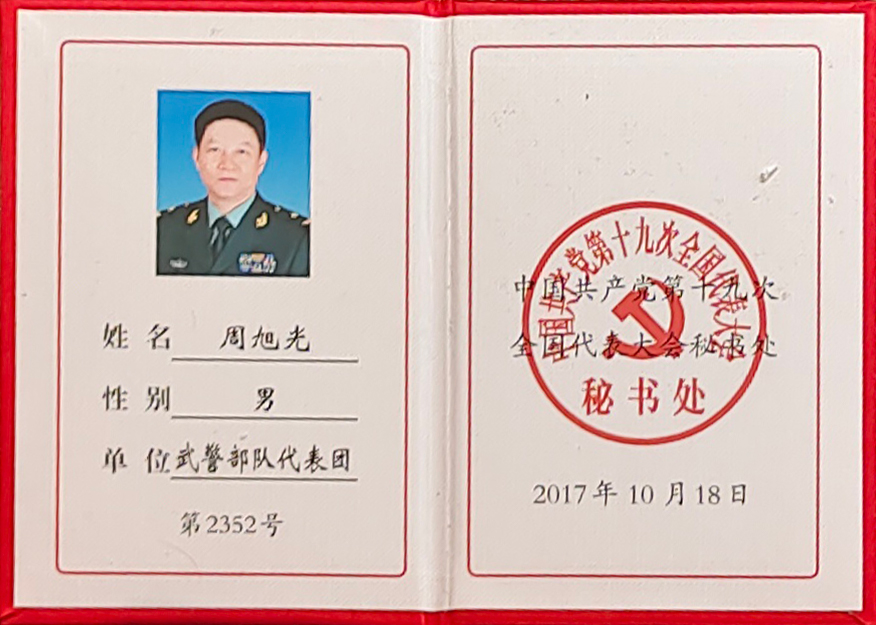 姓名 周旭光
性别 男
单位 武警部队代表团
第2352号
中国共产党第十九次全国代表大会
中国共产党第十九次
全国代表大会秘书处
秘书处
2017年10月18日